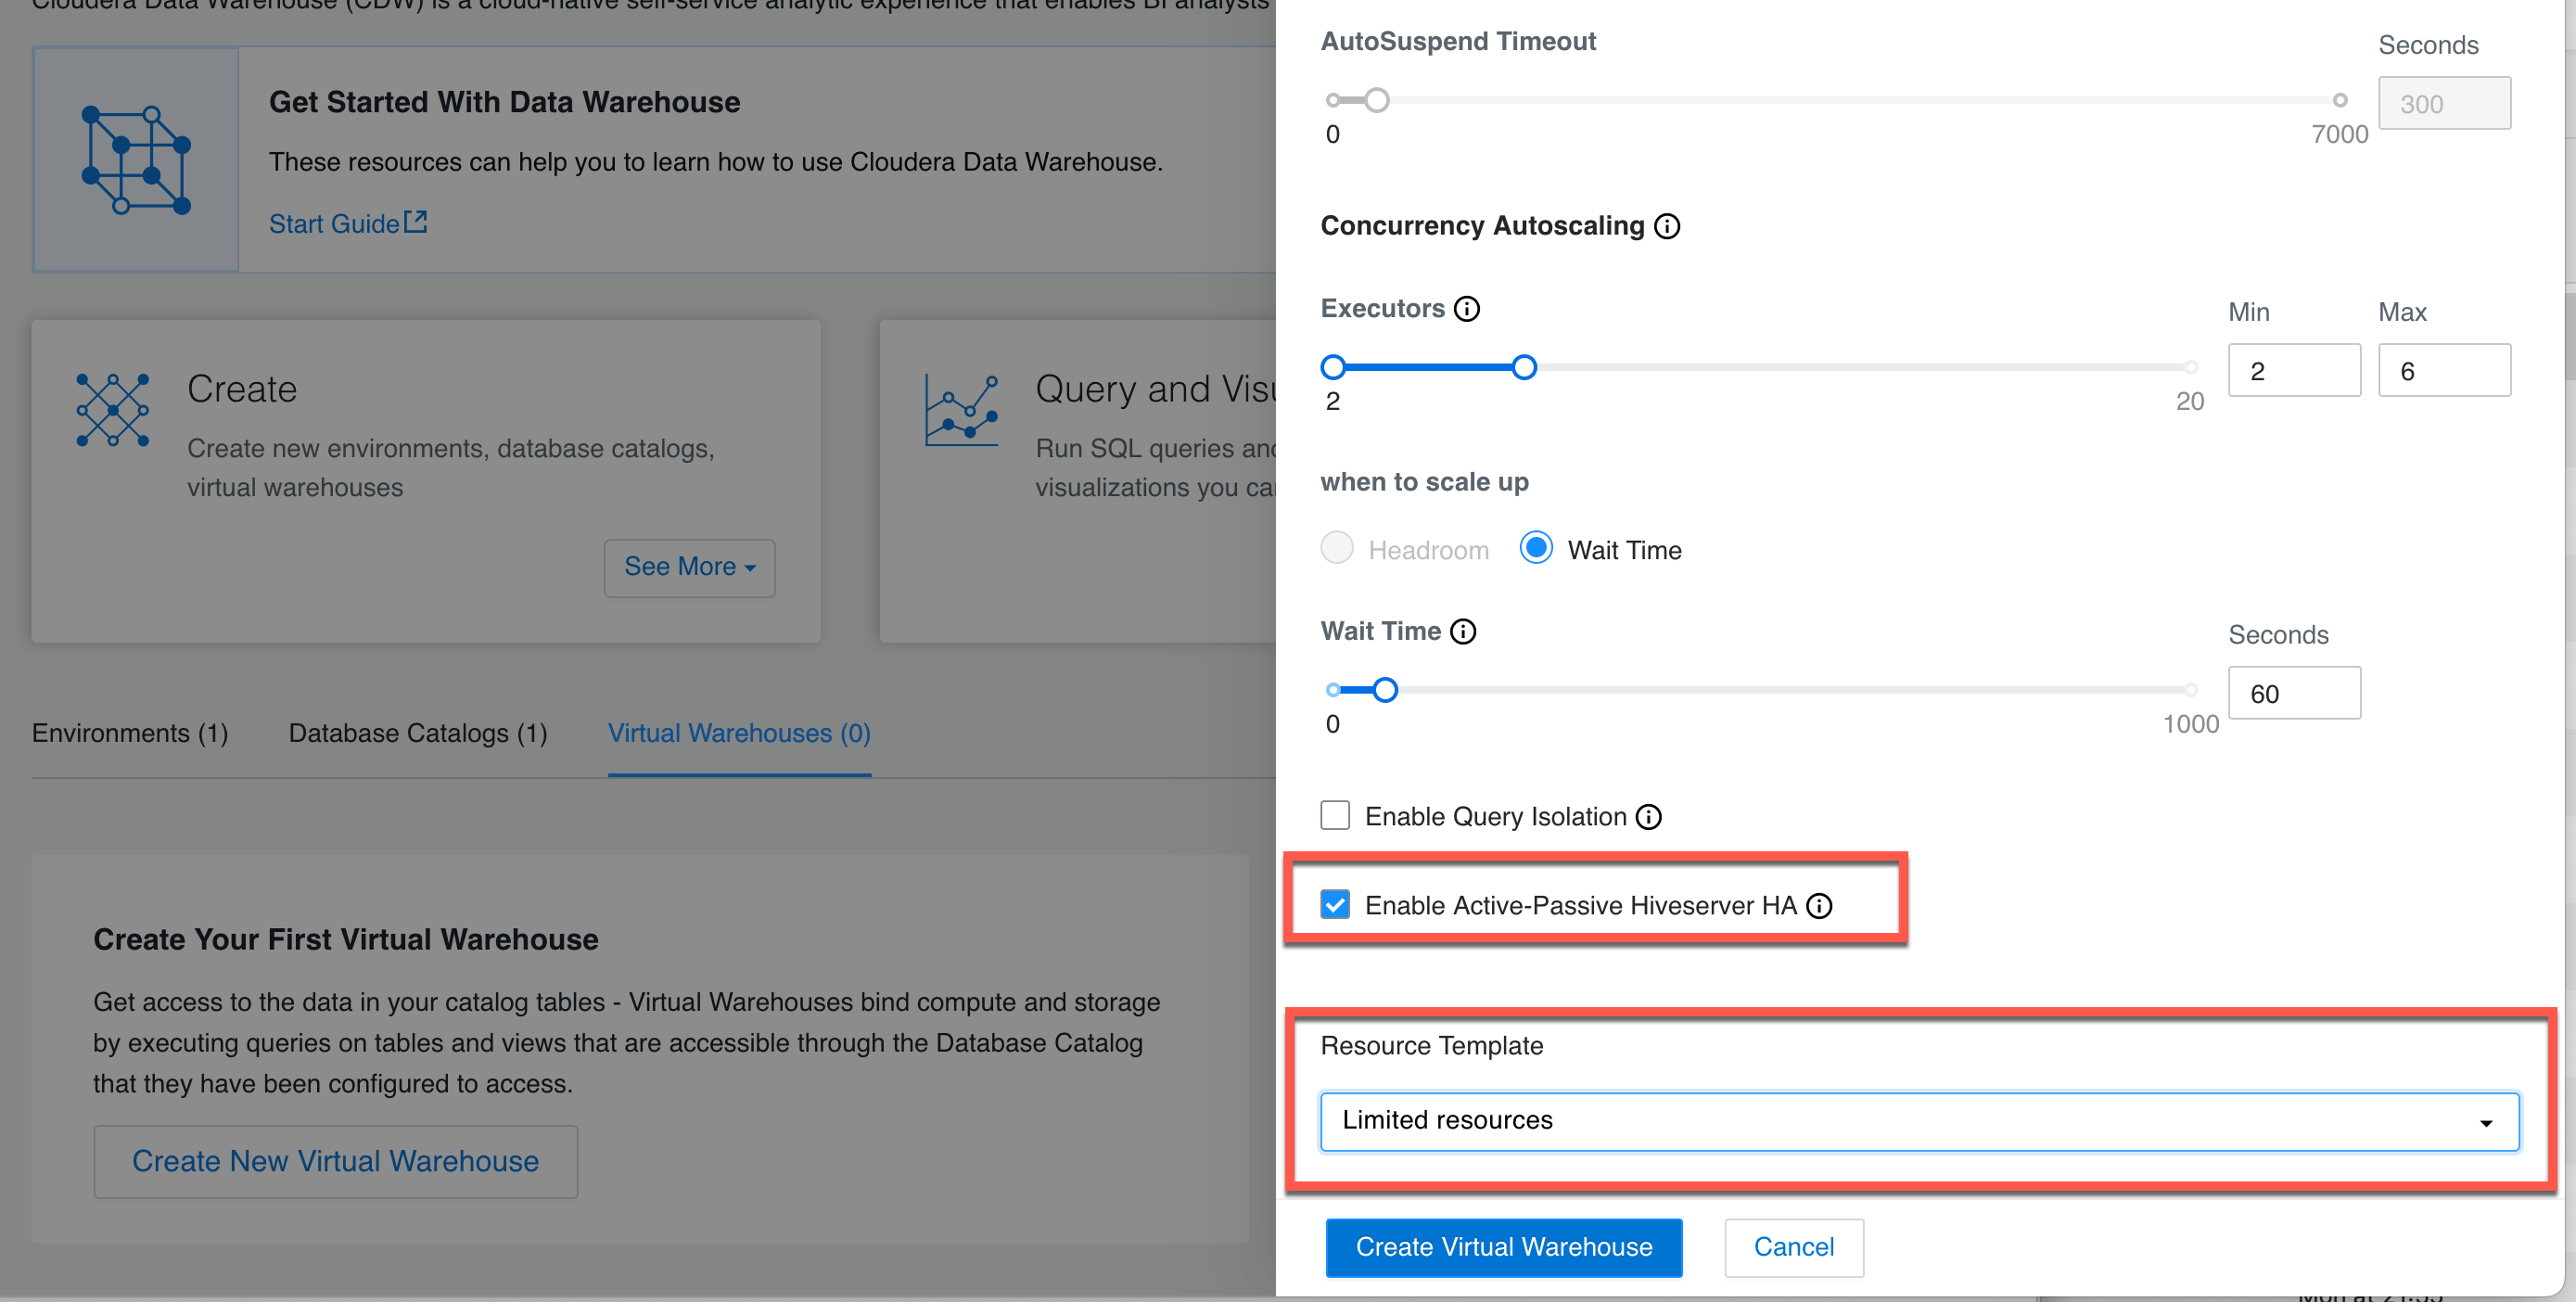 Cloudera Data Warehouse (CDW) is a cloud-native self-service analytic experience that enables BI analysts
Get Started With Data Warehouse
These resources can help you to learn how to use Cloudera Data Warehouse.
Start Guide
Create
Create new environments, database catalogs,
virtual warehouses
See More
Query and Visu
Run SQL queries and
visualizations you ca
Environments (1)
Database Catalogs (1)
Virtual Warehouses (0)
Create Your First Virtual Warehouse
Get access to the data in your catalog tables - Virtual Warehouses bind compute and storage
by executing queries on tables and views that are accessible through the Database Catalog
that they have been configured to access.
Create New Virtual Warehouse
AutoSuspend Timeout
Seconds
300
0
7000
Concurrency Autoscaling
Executors
Min
Max
2
6
2
20
when to scale up
Headroom
Wait Time
Wait Time
Seconds
60
0
1000
Enable Query Isolation
Enable Active-Passive Hiveserver HA
Resource Template
Limited resources
Create Virtual Warehouse
Cancel